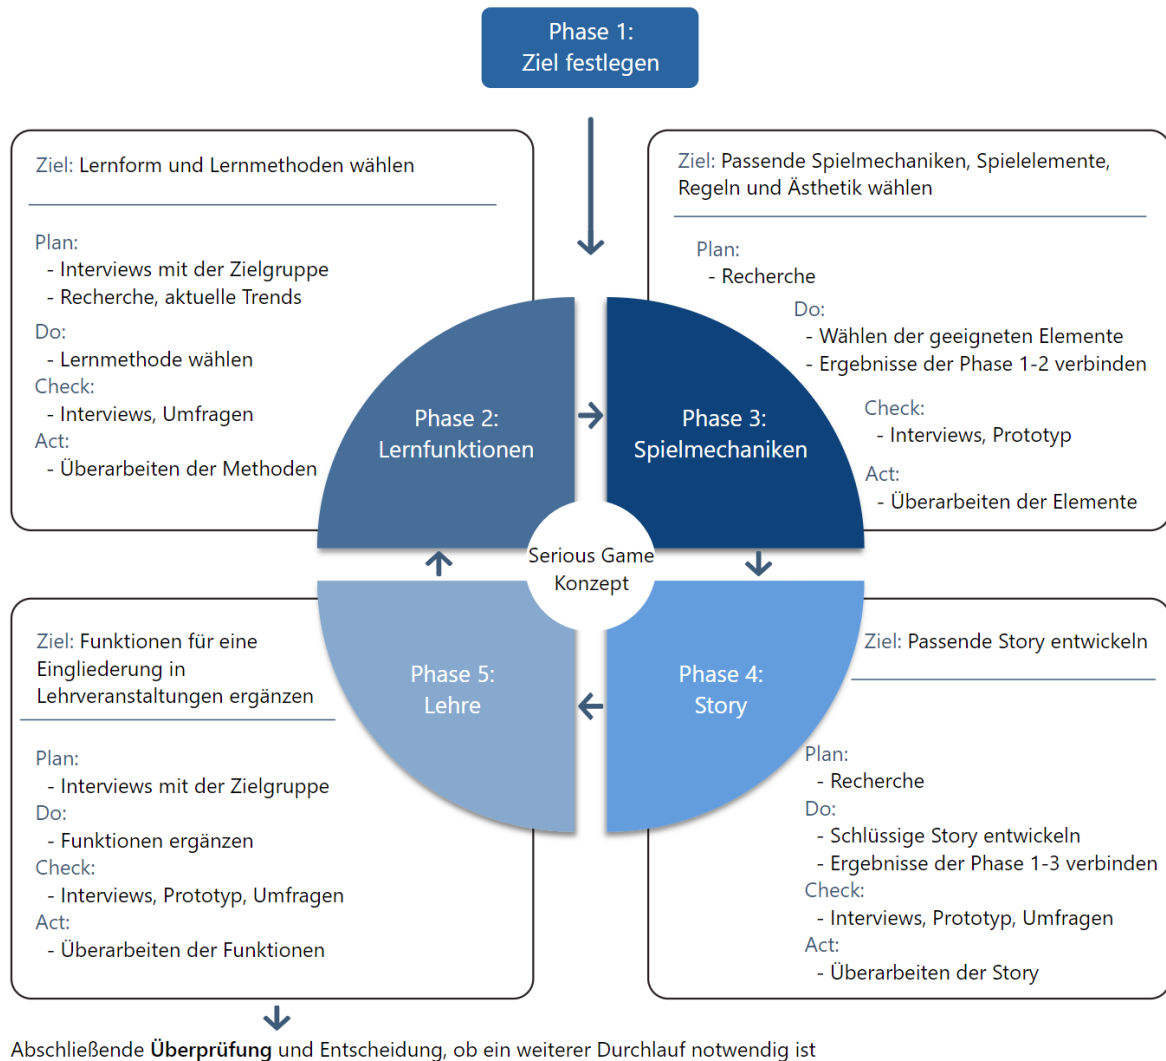 Phase 1:
Ziel festlegen
Ziel: Lernform und Lernmethoden wählen
Plan:
- Interviews mit der Zielgruppe
- Recherche, aktuelle Trends
Do:
- Lernmethode wählen
Check:
- Interviews, Umfragen
Act:
- Überarbeiten der Methoden
Phase 2:
Lernfunktionen
Ziel: Passende Spielmechaniken, Spielelemente,
Regeln und Ästhetik wählen
Plan:
- Recherche
Do:
- Wählen der geeigneten Elemente
- Ergebnisse der Phase 1-2 verbinden
Check:
- Interviews, Prototyp
Act:
- Überarbeiten der Elemente
Phase 3:
Spielmechaniken
Serious Game
Konzept
Ziel: Passende Story entwickeln
Plan:
- Recherche
Do:
- Schlüssige Story entwickeln
- Ergebnisse der Phase 1-3 verbinden
Check:
- Interviews, Prototyp, Umfragen
Act:
- Überarbeiten der Story
Phase 4:
Story
Ziel: Funktionen für eine
Eingliederung in
Lehrveranstaltungen ergänzen
Plan:
- Interviews mit der Zielgruppe
Do:
- Funktionen ergänzen
Check:
- Interviews, Prototyp, Umfragen
Act:
- Überarbeiten der Funktionen
Phase 5:
Lehre
Abschließende Überprüfung und Entscheidung, ob ein weiterer Durchlauf notwendig ist